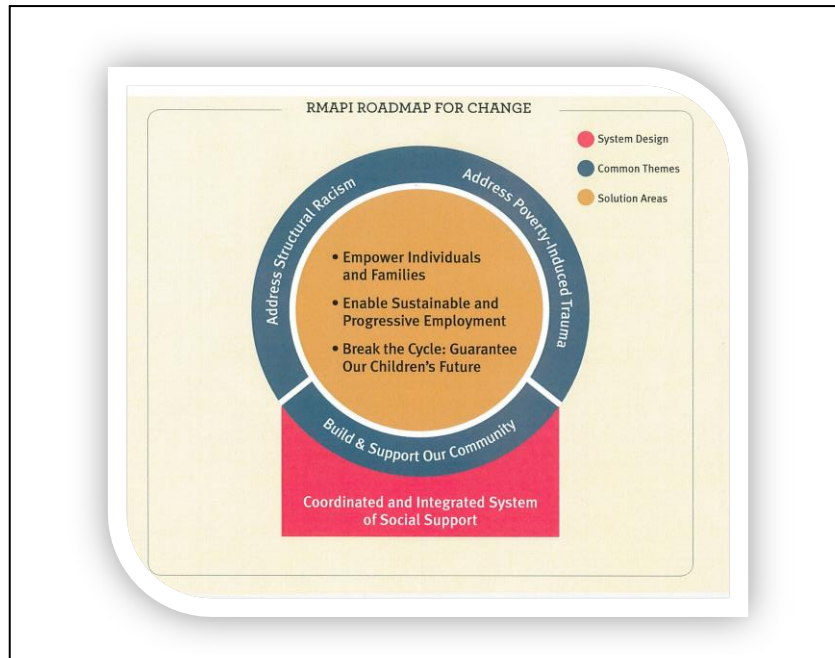 RMAPI ROADMAP FOR CHANGE
System Design
Common Themes
Solution Areas
Address Structural Racism
Address Poverty-Induced Trauma
• Empower Individuals
and Families
• Enable Sustainable and
Progressive Employment
• Break the Cycle: Guarantee
Our Children's Future
Build & Support Our Community
Coordinated and Integrated System
of Social Support